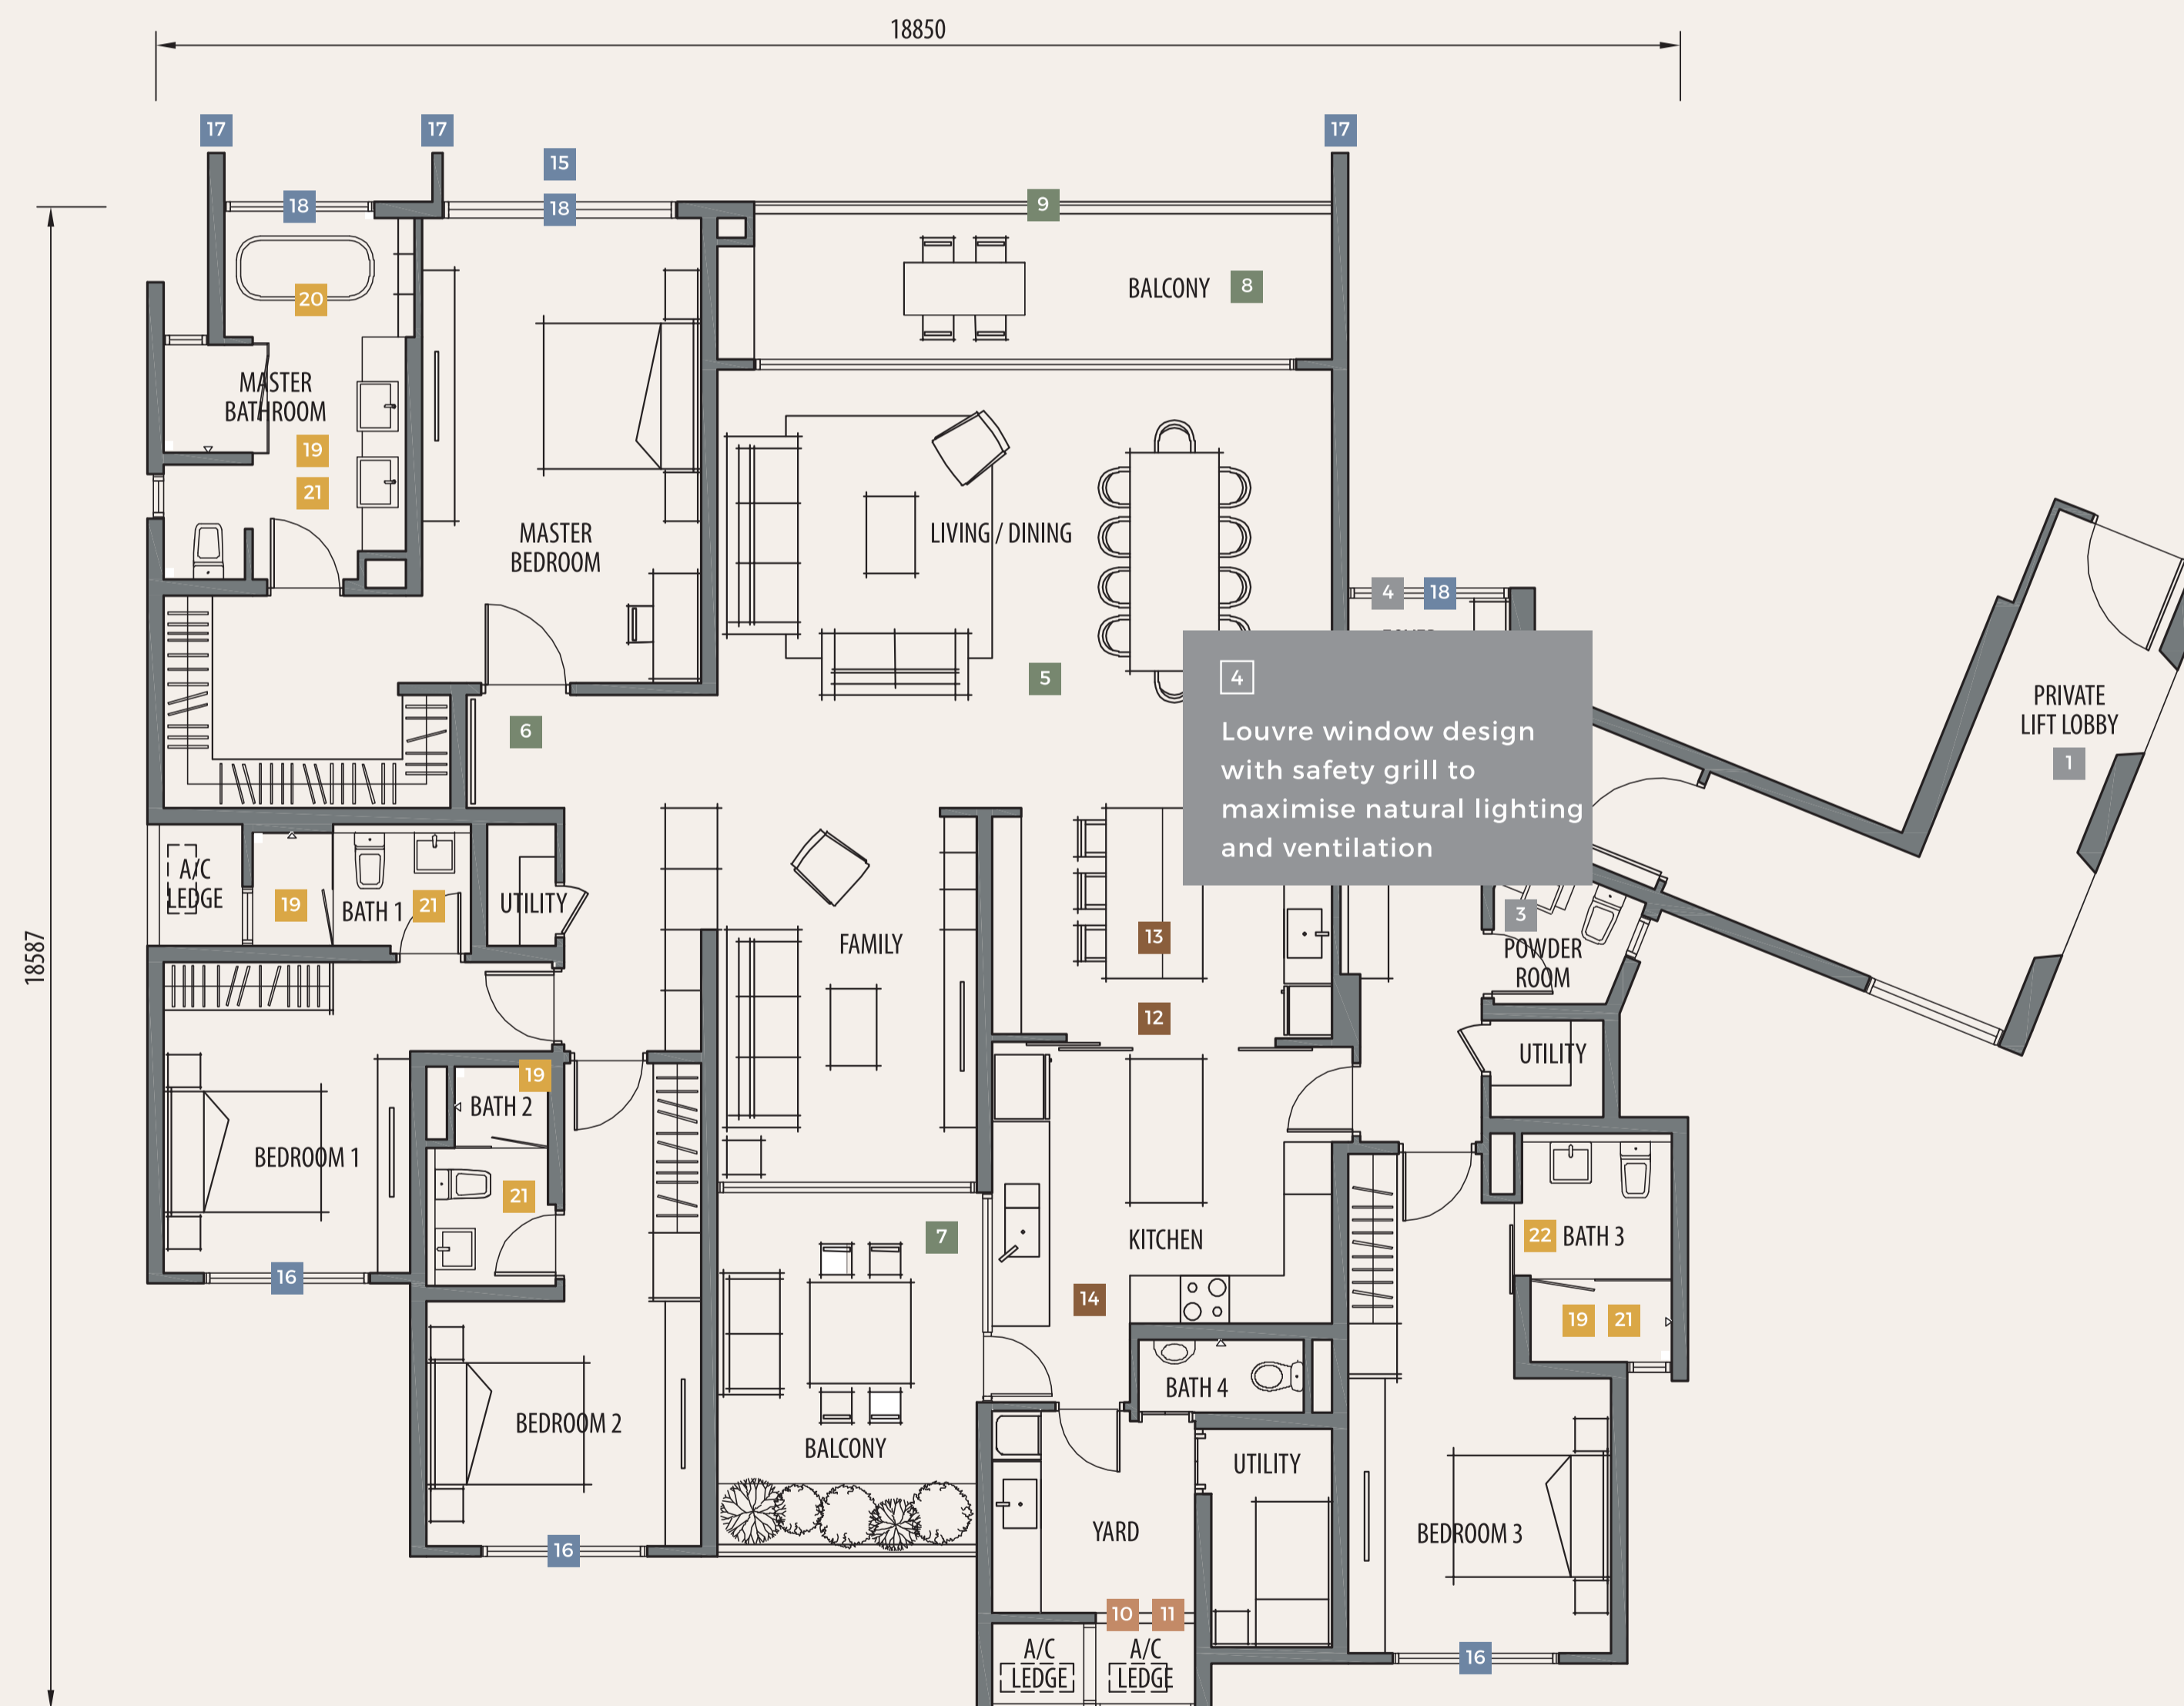 18850
17
17
17
15
18
18
9
BALCONY
8
20
MASTER
BATHROOM
19
21
MASTER
BEDROOM
LIVING / DINING
4
18
5
6
4
Louvre window design
with safety grill to
maximise natural lighting
and ventilation
PRIVATE
LIFT LOBBY
1
A/C
LEDGE
19
BATH 1
21
UTILITY
FAMILY
13
3
POWDER
ROOM
18587
12
UTILITY
19
BATH 2
BEDROOM 1
21
7
KITCHEN
22
BATH 3
16
14
19
21
BATH 4
BEDROOM 2
BALCONY
UTILITY
YARD
BEDROOM 3
16
10
11
A/C
LEDGE
A/C
LEDGE
16